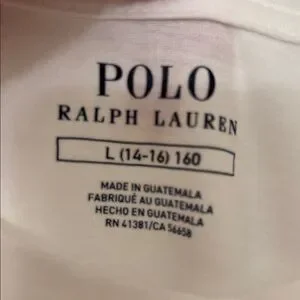 POLO
RALPH LAUREN
L (14-16) 160
MADE IN GUATEMALA
FABRIQUÉ AU GUATEMALA
HECHO EN GUATEMALA
RN 41381/CA 56658